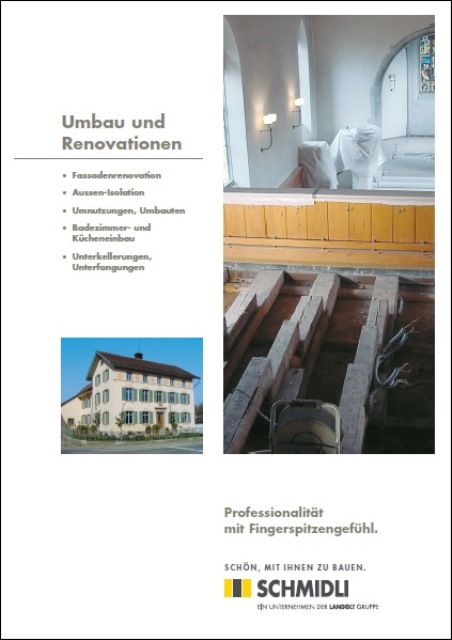 Umbau und
Renovationen
• Fassadenrenovation
• Aussen-Isolation
• Umnutzungen, Umbauten
• Badezimmer- und
Kücheneinbau
• Unterkellerungen,
Unterfangungen
Professionalität
mit Fingerspitzengefühl.
SCHÖN, MIT IHNEN ZU BAUEN.
SCHMIDLI
EIN UNTERNEHMEN DER LANDOLT GRUPPE